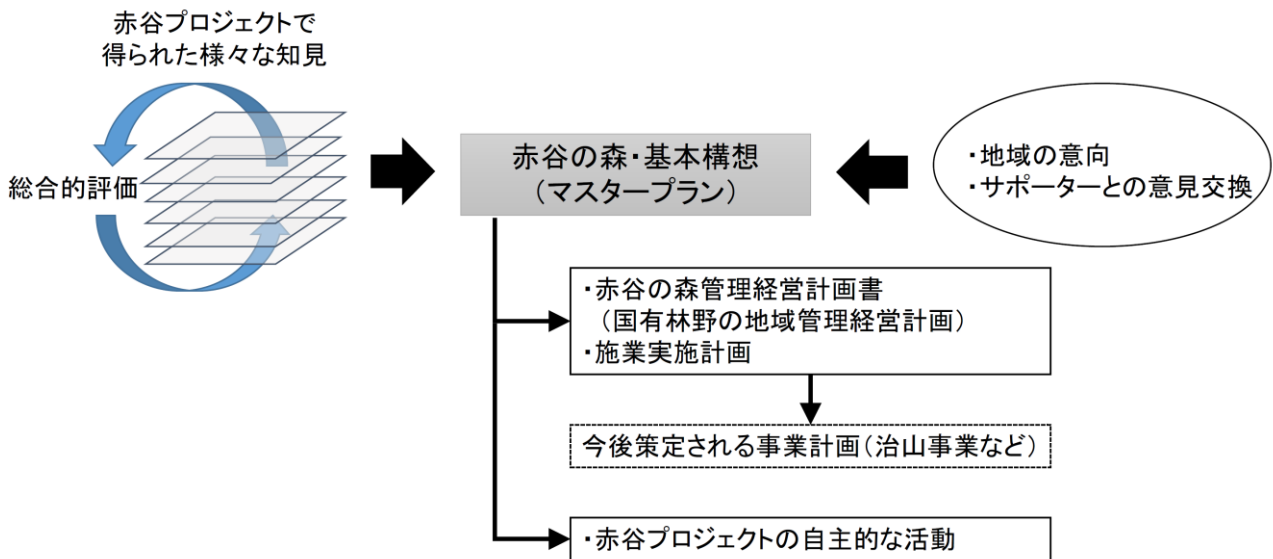 赤谷プロジェクトで
得られた様々な知見
総合的評価
赤谷の森・基本構想
（マスタープラン）
・地域の意向
・サポーターとの意見交換
・赤谷の森管理経営計画書
（国有林野の地域管理経営計画）
・施業実施計画
今後策定される事業計画（治山事業など）
・赤谷プロジェクトの自主的な活動